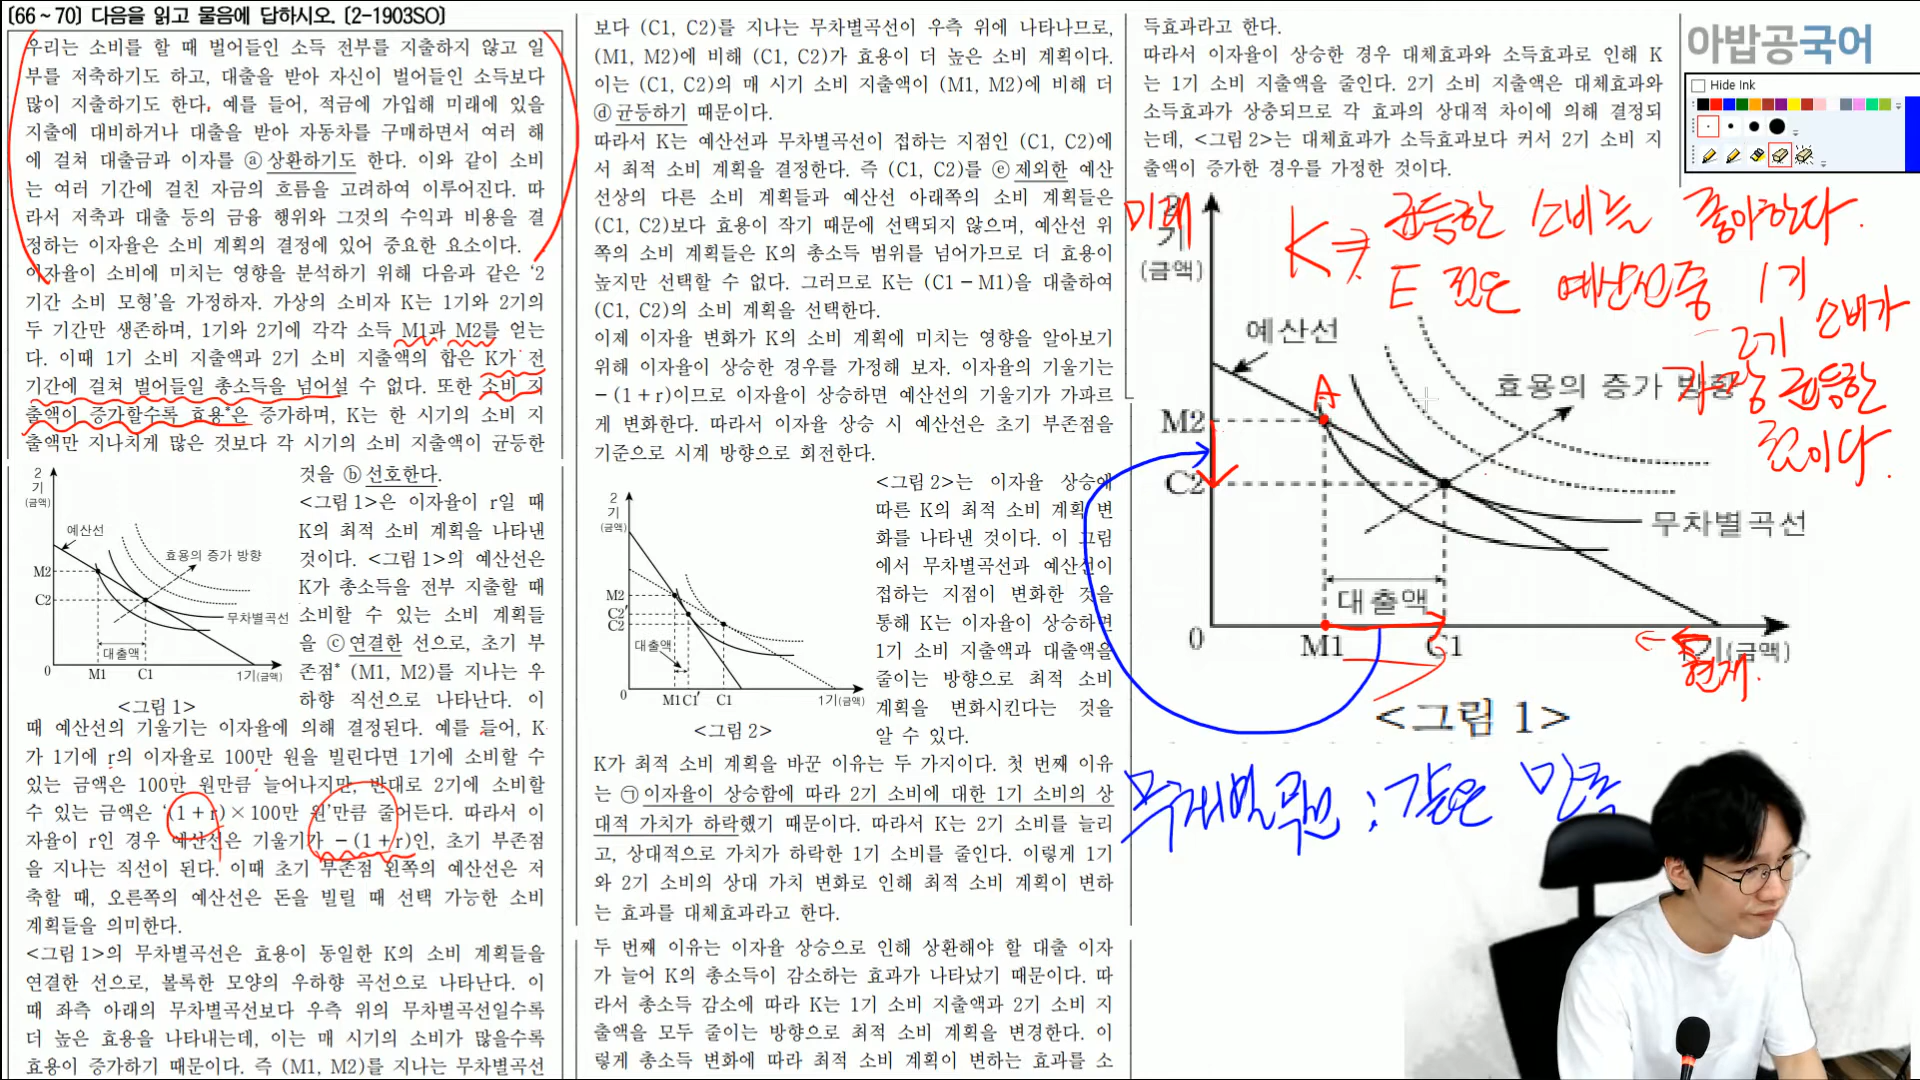 [66~70] 다음을 읽고 물음에 답하시오. [2-1903SO]
우리는 소비를 할 때 벌어들인 소득 전부를 지출하지 않고 일
부를 저축하기도 하고, 대출을 받아 자신이 벌어들인 소득보다
많이 지출하기도 한다. 예를 들어, 적금에 가입해 미래에 있을
지출에 대비하거나 대출을 받아 자동차를 구매하면서 여러 해
에 걸쳐 대출금과 이자를 ⓐ상환하기도 한다. 이와 같이 소비
는 여러 기간에 걸친 자금의 흐름을 고려하여 이루어진다. 따
라서 저축과 대출 등의 금융 행위와 그것의 수익과 비용을 결
정하는 이자율은 소비 계획의 결정에 있어 중요한 요소이다.
이자율이 소비에 미치는 영향을 분석하기 위해 다음과 같은 '2
기간 소비 모형'을 가정하자. 가상의 소비자 K는 1기와 2기의
두 기간만 생존하며, 1기와 2기에 각각 소득 M1과 M2를 얻는
다. 이때 1기 소비 지출액과 2기 소비 지출액의 합은 K가 전
기간에 걸쳐 벌어들일 총소득을 넘어설 수 없다. 또한 소비 지
출액이 증가할수록 효용*은 증가하며, K는 한 시기의 소비 지
출액만 지나치게 많은 것보다 각 시기의 소비 지출액이 균등한
것을 ⓑ선호한다.
<그림 1>은 이자율이 r일 때
K의 최적 소비 계획을 나타낸
것이다. <그림 1>의 예산선은
K가 총소득을 전부 지출할 때
소비할 수 있는 소비 계획들
을 ⓒ연결한 선으로, 초기 부
존점* (M1, M2)를 지나는 우
하향 직선으로 나타난다. 이
2
기
(금액)
예산선
효용의 증가 방향
M2
C2
무차별곡선
대출액
0
M1
C1
1기(금액)
<그림 1>
때 예산선의 기울기는 이자율에 의해 결정된다. 예를 들어, K
가 1기에 r의 이자율로 100만 원을 빌린다면 1기에 소비할 수
있는 금액은 100만 원만큼 늘어나지만, 반대로 2기에 소비할
수 있는 금액은 '(1+r)×100만 원'만큼 줄어든다. 따라서 이
자율이 r인 경우 예산선은 기울기가 -(1+r)인, 초기 부존점
을 지나는 직선이 된다. 이때 초기 부존점 왼쪽의 예산선은 저
축할 때, 오른쪽의 예산선은 돈을 빌릴 때 선택 가능한 소비
계획들을 의미한다.
<그림 1>의 무차별곡선은 효용이 동일한 K의 소비 계획들을
연결한 선으로, 볼록한 모양의 우하향 곡선으로 나타난다. 이
때 좌측 아래의 무차별곡선보다 우측 위의 무차별곡선일수록
더 높은 효용을 나타내는데, 이는 매 시기의 소비가 많을수록
효용이 증가하기 때문이다. 즉 (M1, M2)를 지나는 무차별곡선
보다 (C1, C2)를 지나는 무차별곡선이 우측 위에 나타나므로,
(M1, M2)에 비해 (C1, C2)가 효용이 더 높은 소비 계획이다.
이는 (C1, C2)의 매 시기 소비 지출액이 (M1, M2)에 비해 더
ⓓ균등하기 때문이다.
따라서 K는 예산선과 무차별곡선이 접하는 지점인 (C1, C2)에
서 최적 소비 계획을 결정한다. 즉 (C1, C2)를 ⓔ제외한 예산
선상의 다른 소비 계획들과 예산선 아래쪽의 소비 계획들은
(C1, C2)보다 효용이 작기 때문에 선택되지 않으며, 예산선 위
쪽의 소비 계획들은 K의 총소득 범위를 넘어가므로 더 효용이
높지만 선택할 수 없다. 그러므로 K는 (C1-M1)을 대출하여
(C1, C2)의 소비 계획을 선택한다.
이제 이자율 변화가 K의 소비 계획에 미치는 영향을 알아보기
위해 이자율이 상승한 경우를 가정해 보자. 이자율의 기울기는
-(1+r)이므로 이자율이 상승하면 예산선의 기울기가 가파르
게 변화한다. 따라서 이자율 상승 시 예산선은 초기 부존점을
기준으로 시계 방향으로 회전한다.
<그림 2>는 이자율 상승에
따른 K의 최적 소비 계획 변
화를 나타낸 것이다. 이 그림
에서 무차별곡선과 예산선이
접하는 지점이 변화한 것을
통해 K는 이자율이 상승하면
1기 소비 지출액과 대출액을
줄이는 방향으로 최적 소비
계획을 변화시킨다는 것을
알 수 있다.
2
기
(금액)
M2
C2'
C2
대출액
0
M1C1'
C1
1기(금액)
<그림 2>
K가 최적 소비 계획을 바꾼 이유는 두 가지이다. 첫 번째 이유
는 ㉠이자율이 상승함에 따라 2기 소비에 대한 1기 소비의 상
대적 가치가 하락했기 때문이다. 따라서 K는 2기 소비를 늘리
고, 상대적으로 가치가 하락한 1기 소비를 줄인다. 이렇게 1기
와 2기 소비의 상대 가치 변화로 인해 최적 소비 계획이 변하
는 효과를 대체효과라고 한다.
두 번째 이유는 이자율 상승으로 인해 상환해야 할 대출 이자
가 늘어 K의 총소득이 감소하는 효과가 나타났기 때문이다. 따
라서 총소득 감소에 따라 K는 1기 소비 지출액과 2기 소비 지
출액을 모두 줄이는 방향으로 최적 소비 계획을 변경한다. 이
렇게 총소득 변화에 따라 최적 소비 계획이 변하는 효과를 소
득효과라고 한다.
따라서 이자율이 상승한 경우 대체효과와 소득효과로 인해 K
는 1기 소비 지출액을 줄인다. 2기 소비 지출액은 대체효과와
소득효과가 상충되므로 각 효과의 상대적 차이에 의해 결정되
는데, <그림 2>는 대체효과가 소득효과보다 커서 2기 소비 지
출액이 증가한 경우를 가정한 것이다.
아밥공국어
Hide Ink
미래
기
(금액)
K는 균등한 소비를 좋아한다.
E 점은 예산선중 1기
2기 소비가
가장 균등한
점이다.
예산선
A
효용의 증가 방향
M2
C2
무차별곡선
대출액
0
M1
C1
1기(금액)
현재.
<그림 1>
무차별곡선 : 같은 만족